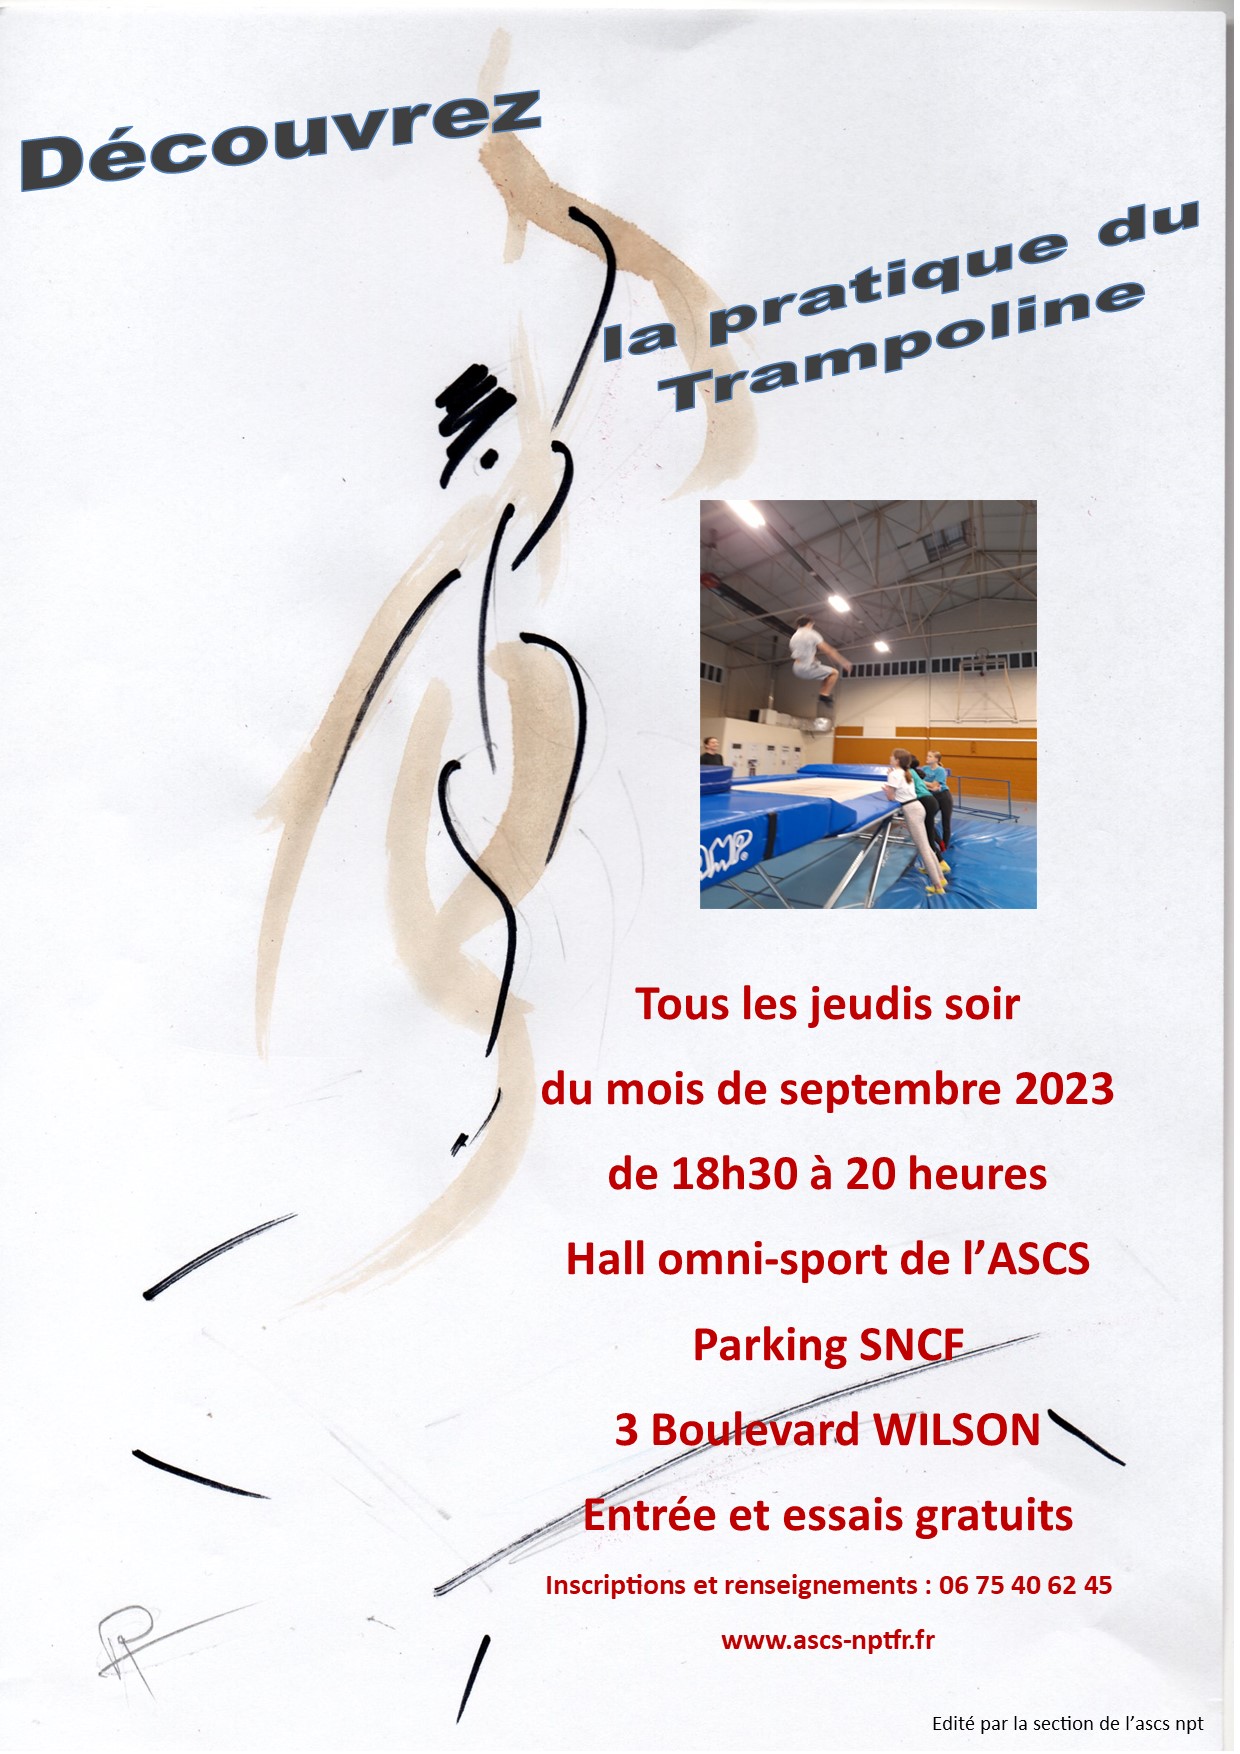 Découvrez
la pratique du
Trampoline
Tous les jeudis soir
du mois de septembre 2023
de 18h30 à 20 heures
Hall omni-sport de l’ASCS
Parking SNCF
3 Boulevard WILSON
Entrée et essais gratuits
Inscriptions et renseignements : 06 75 40 62 45
www.ascs-nptfr.fr
Edité par la section de l’ascs npt